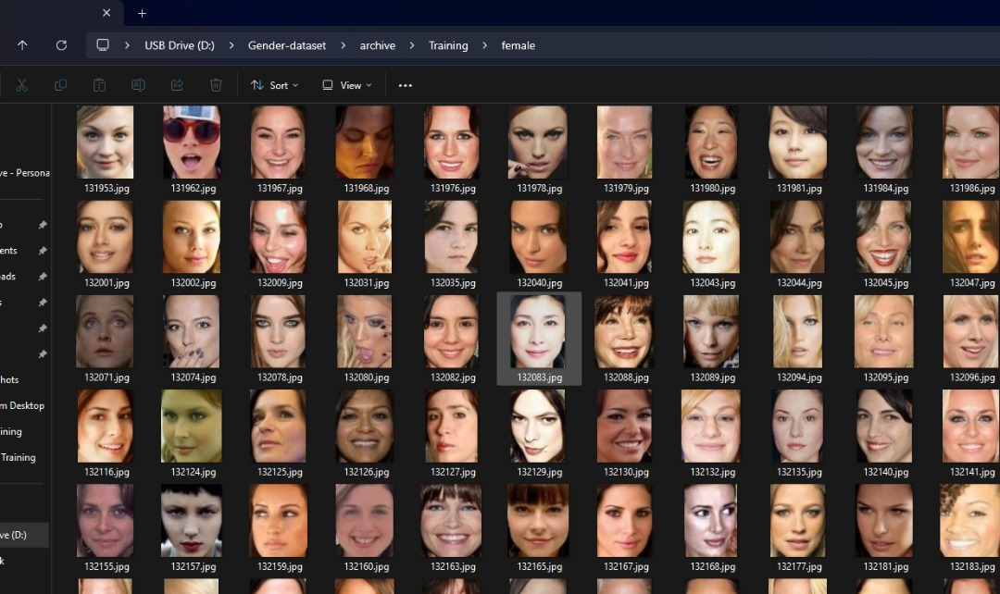 USB Drive (D:) > Gender-dataset > archive > Training > female
Sort View
ve - Persona
ents
ads
hots
m Desktop
ining
Training
ve (D:)
131953.jpg 131962.jpg 131967.jpg 131968.jpg 131976.jpg 131978.jpg 131979.jpg 131980.jpg 131981.jpg 131984.jpg 131986.jpg
132001.jpg 132002.jpg 132009.jpg 132031.jpg 132035.jpg 132040.jpg 132041.jpg 132043.jpg 132044.jpg 132045.jpg 132047.jpg
132071.jpg 132074.jpg 132078.jpg 132080.jpg 132082.jpg 132083.jpg 132088.jpg 132089.jpg 132094.jpg 132095.jpg 132096.jpg
132116.jpg 132124.jpg 132125.jpg 132126.jpg 132127.jpg 132129.jpg 132130.jpg 132132.jpg 132135.jpg 132140.jpg 132141.jpg
132155.jpg 132157.jpg 132159.jpg 132160.jpg 132163.jpg 132165.jpg 132167.jpg 132168.jpg 132177.jpg 132181.jpg 132183.jpg